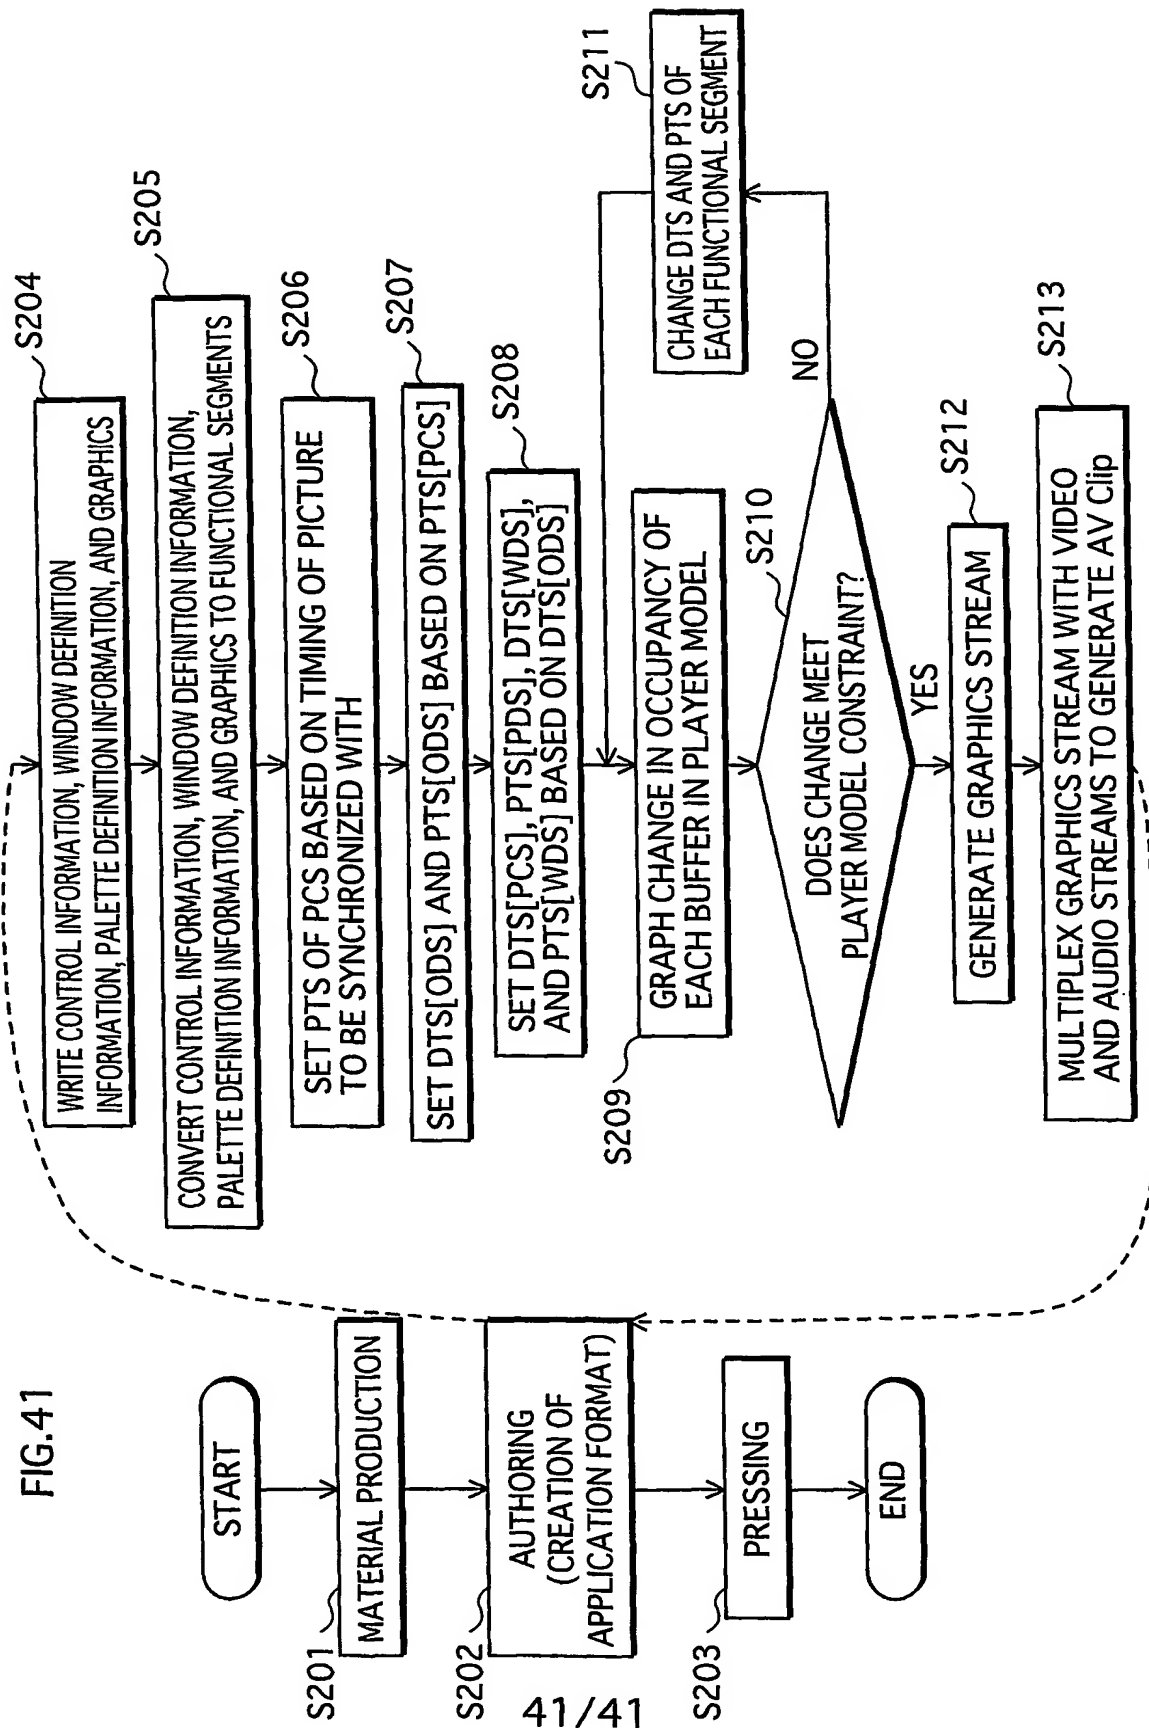 FIG.41
START
S201
MATERIAL PRODUCTION
S202
AUTHORING
(CREATION OF
APPLICATION FORMAT)
S203
PRESSING
END
S204
WRITE CONTROL INFORMATION, WINDOW DEFINITION
INFORMATION, PALETTE DEFINITION INFORMATION, AND GRAPHICS
S205
CONVERT CONTROL INFORMATION, WINDOW DEFINITION INFORMATION,
PALETTE DEFINITION INFORMATION, AND GRAPHICS TO FUNCTIONAL SEGMENTS
S206
SET PTS OF PCS BASED ON TIMING OF PICTURE
TO BE SYNCHRONIZED WITH
S207
SET DTS[ODS] AND PTS[ODS] BASED ON PTS[PCS]
S208
SET DTS[PCS], PTS[PDS], DTS[WDS],
AND PTS[WDS] BASED ON DTS[ODS]
S209
GRAPH CHANGE IN OCCUPANCY OF
EACH BUFFER IN PLAYER MODEL
S210
DOES CHANGE MEET
PLAYER MODEL CONSTRAINT?
NO
S211
CHANGE DTS AND PTS OF
EACH FUNCTIONAL SEGMENT
YES
S212
GENERATE GRAPHICS STREAM
S213
MULTIPLEX GRAPHICS STREAM WITH VIDEO
AND AUDIO STREAMS TO GENERATE AV Clip
41/41